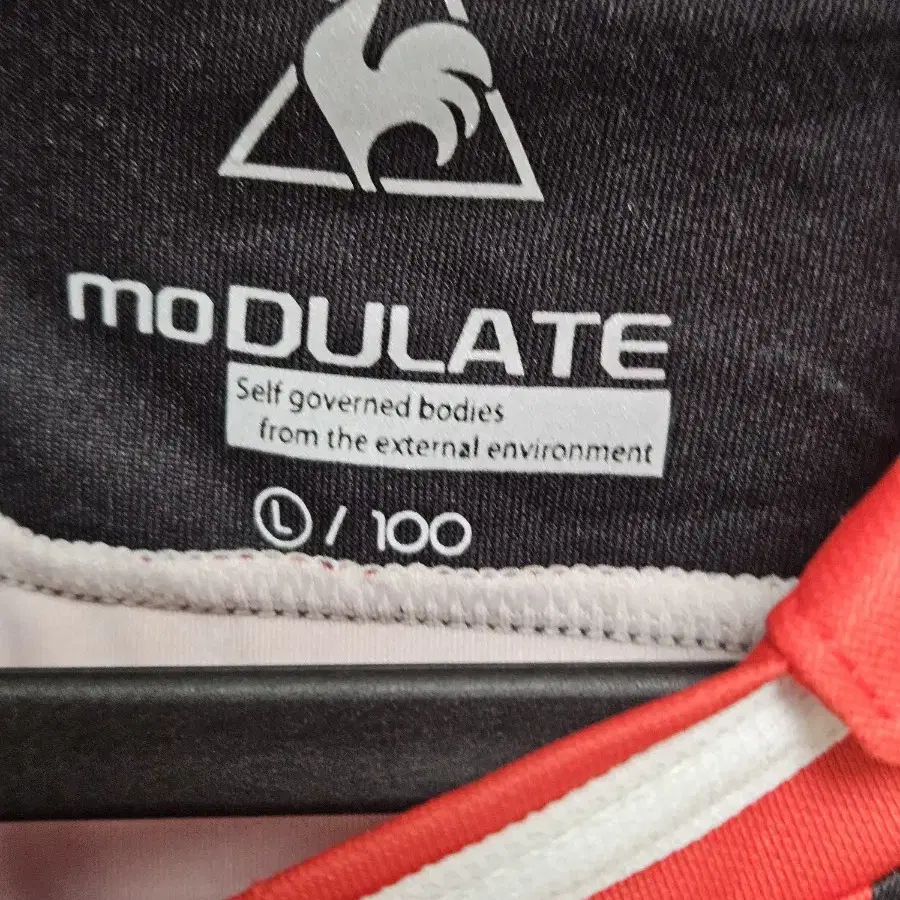 moDULATE
Self governed bodies
from the external environment
L / 100